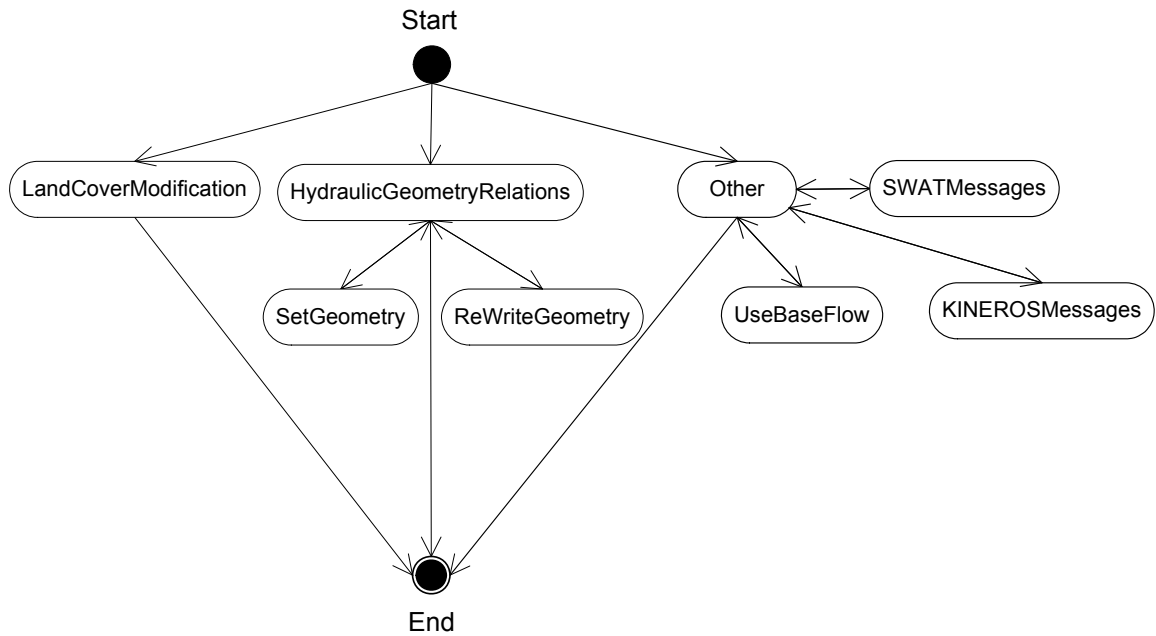 Start
LandCoverModification
HydraulicGeometryRelations
Other
SWATMessages
SetGeometry
ReWriteGeometry
UseBaseFlow
KINEROSMessages
End